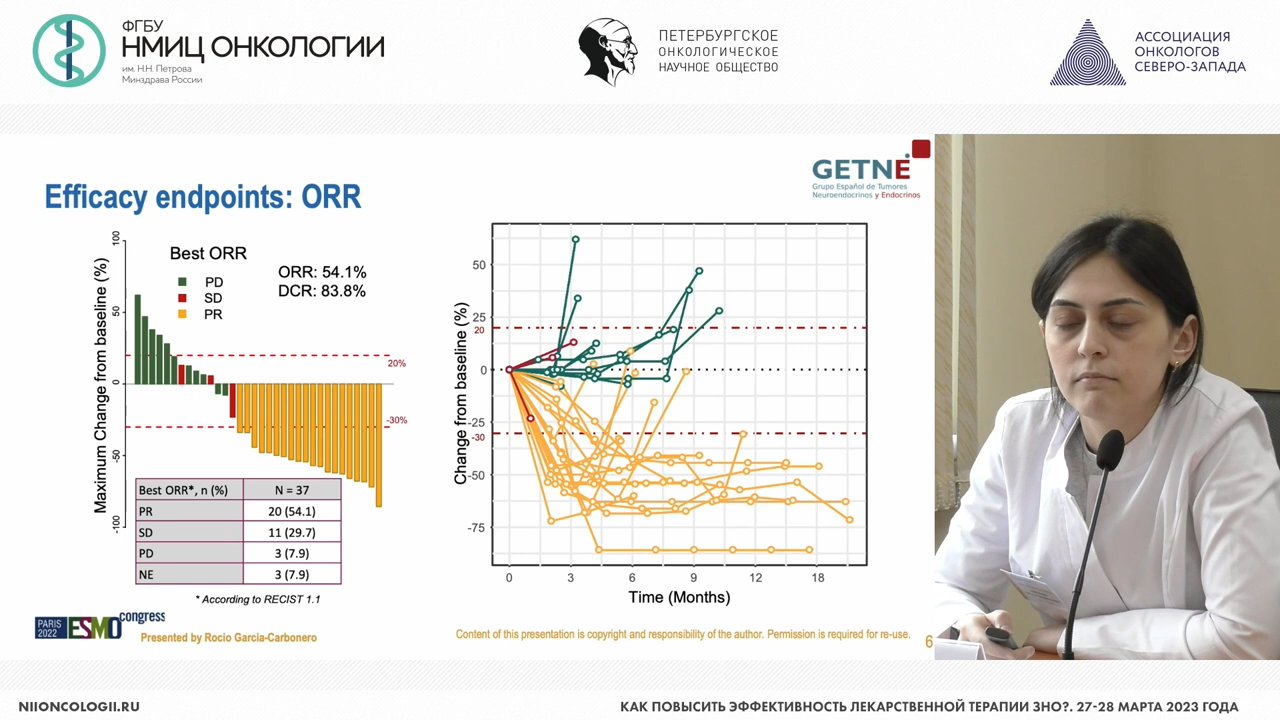 ФГБУ
НМИЦ ОНКОЛОГИИ
им. Н.Н. Петрова
Минздрава России
ПЕТЕРБУРГСКОЕ
ОНКОЛОГИЧЕСКОЕ
НАУЧНОЕ ОБЩЕСТВО
АССОЦИАЦИЯ
ОНКОЛОГОВ
СЕВЕРО-ЗАПАДА
GETNE
Grupo Español de Tumores
Neuroendocrinos y Endocrinos
Efficacy endpoints: ORR
Maximum Change from baseline (%)
100
50
0
-50
-100
Best ORR
PD
SD
PR
ORR: 54.1%
DCR: 83.8%
20%
-30%
Best ORR*, n (%) N = 37
PR 20 (54.1)
SD 11 (29.7)
PD 3 (7.9)
NE 3 (7.9)
* According to RECIST 1.1
Change from baseline (%)
50
25
20
0
-25
-30
-50
-75
0 3 6 9 12 18
Time (Months)
PARIS
2022
ESMO congress
Presented by Rocio Garcia-Carbonero
Content of this presentation is copyright and responsibility of the author. Permission is required for re-use.
6
NIIONCOLOGII.RU
КАК ПОВЫСИТЬ ЭФФЕКТИВНОСТЬ ЛЕКАРСТВЕННОЙ ТЕРАПИИ ЗНО?. 27-28 МАРТА 2023 ГОДА